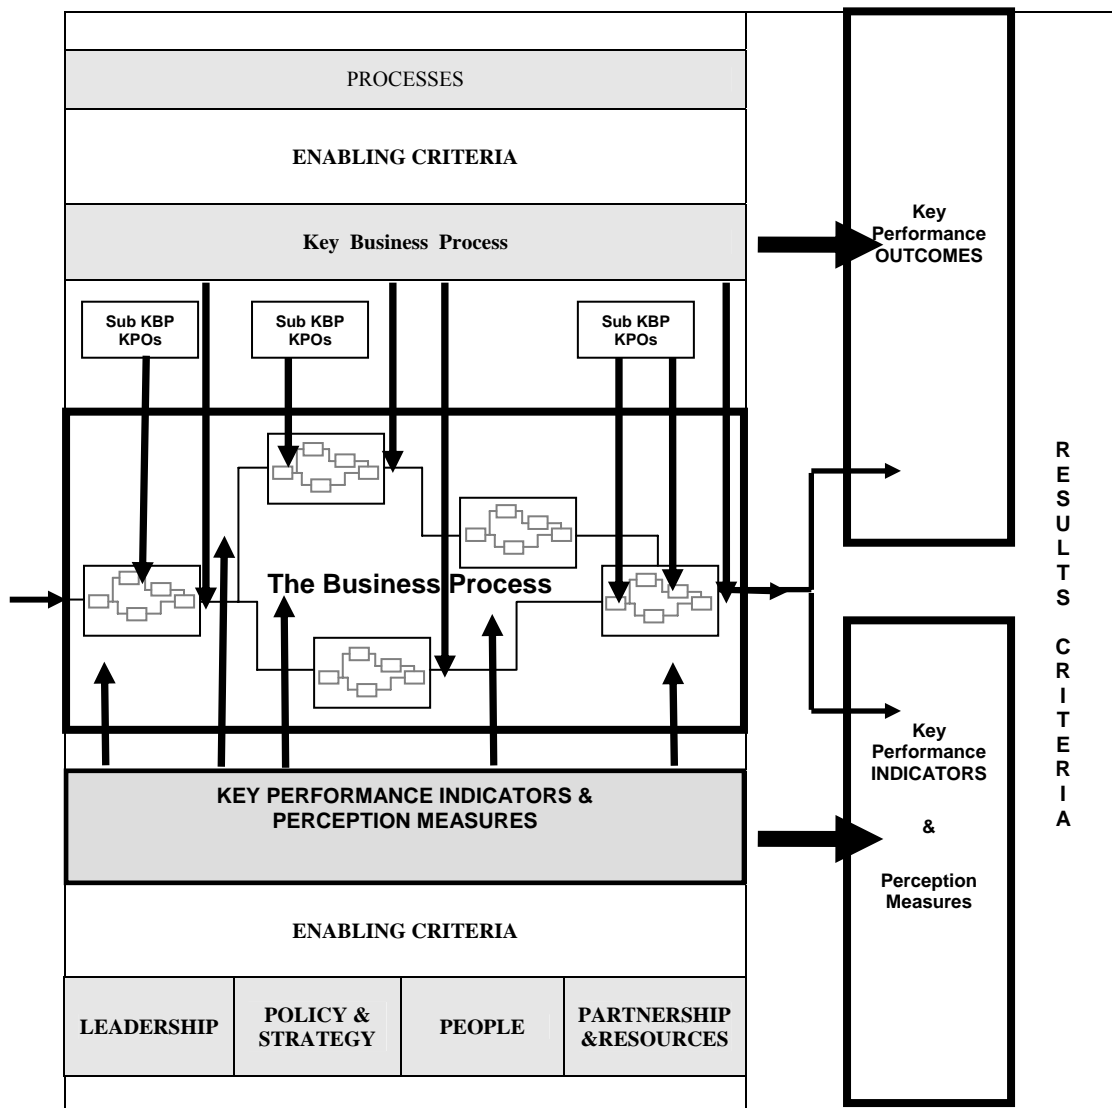 PROCESSES
ENABLING CRITERIA
Key Business Process
Key
Performance
OUTCOMES
Sub KBP
KPOs
Sub KBP
KPOs
Sub KBP
KPOs
The Business Process
RESULTS CRITERIA
Key
Performance
INDICATORS
&
Perception
Measures
KEY PERFORMANCE INDICATORS &
PERCEPTION MEASURES
ENABLING CRITERIA
LEADERSHIP
POLICY &
STRATEGY
PEOPLE
PARTNERSHIP
&RESOURCES